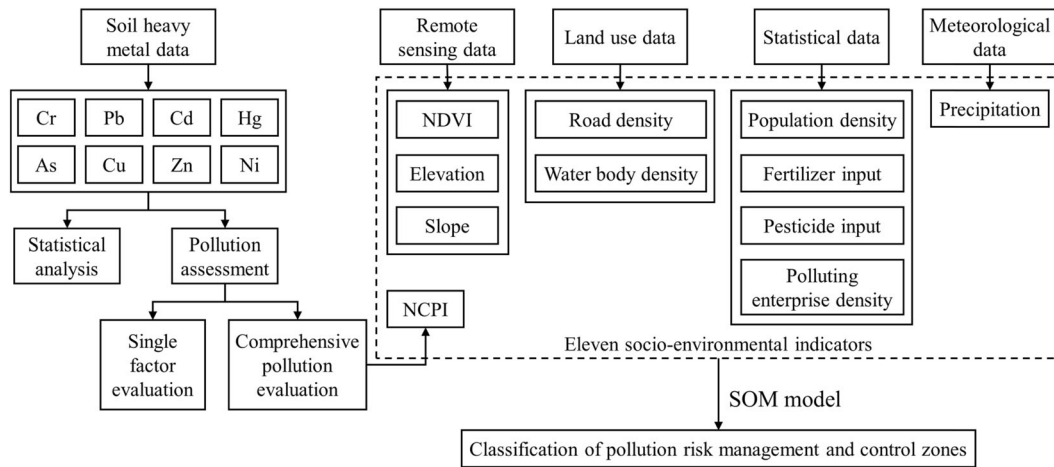 Soil heavy
metal data
Remote
sensing data
Land use data
Statistical data
Meteorological
data
Cr
Pb
Cd
Hg
As
Cu
Zn
Ni
NDVI
Elevation
Slope
Road density
Water body density
Population density
Fertilizer input
Pesticide input
Polluting
enterprise density
Precipitation
Statistical
analysis
Pollution
assessment
Single
factor
evaluation
Comprehensive
pollution
evaluation
NCPI
Eleven socio-environmental indicators
SOM model
Classification of pollution risk management and control zones